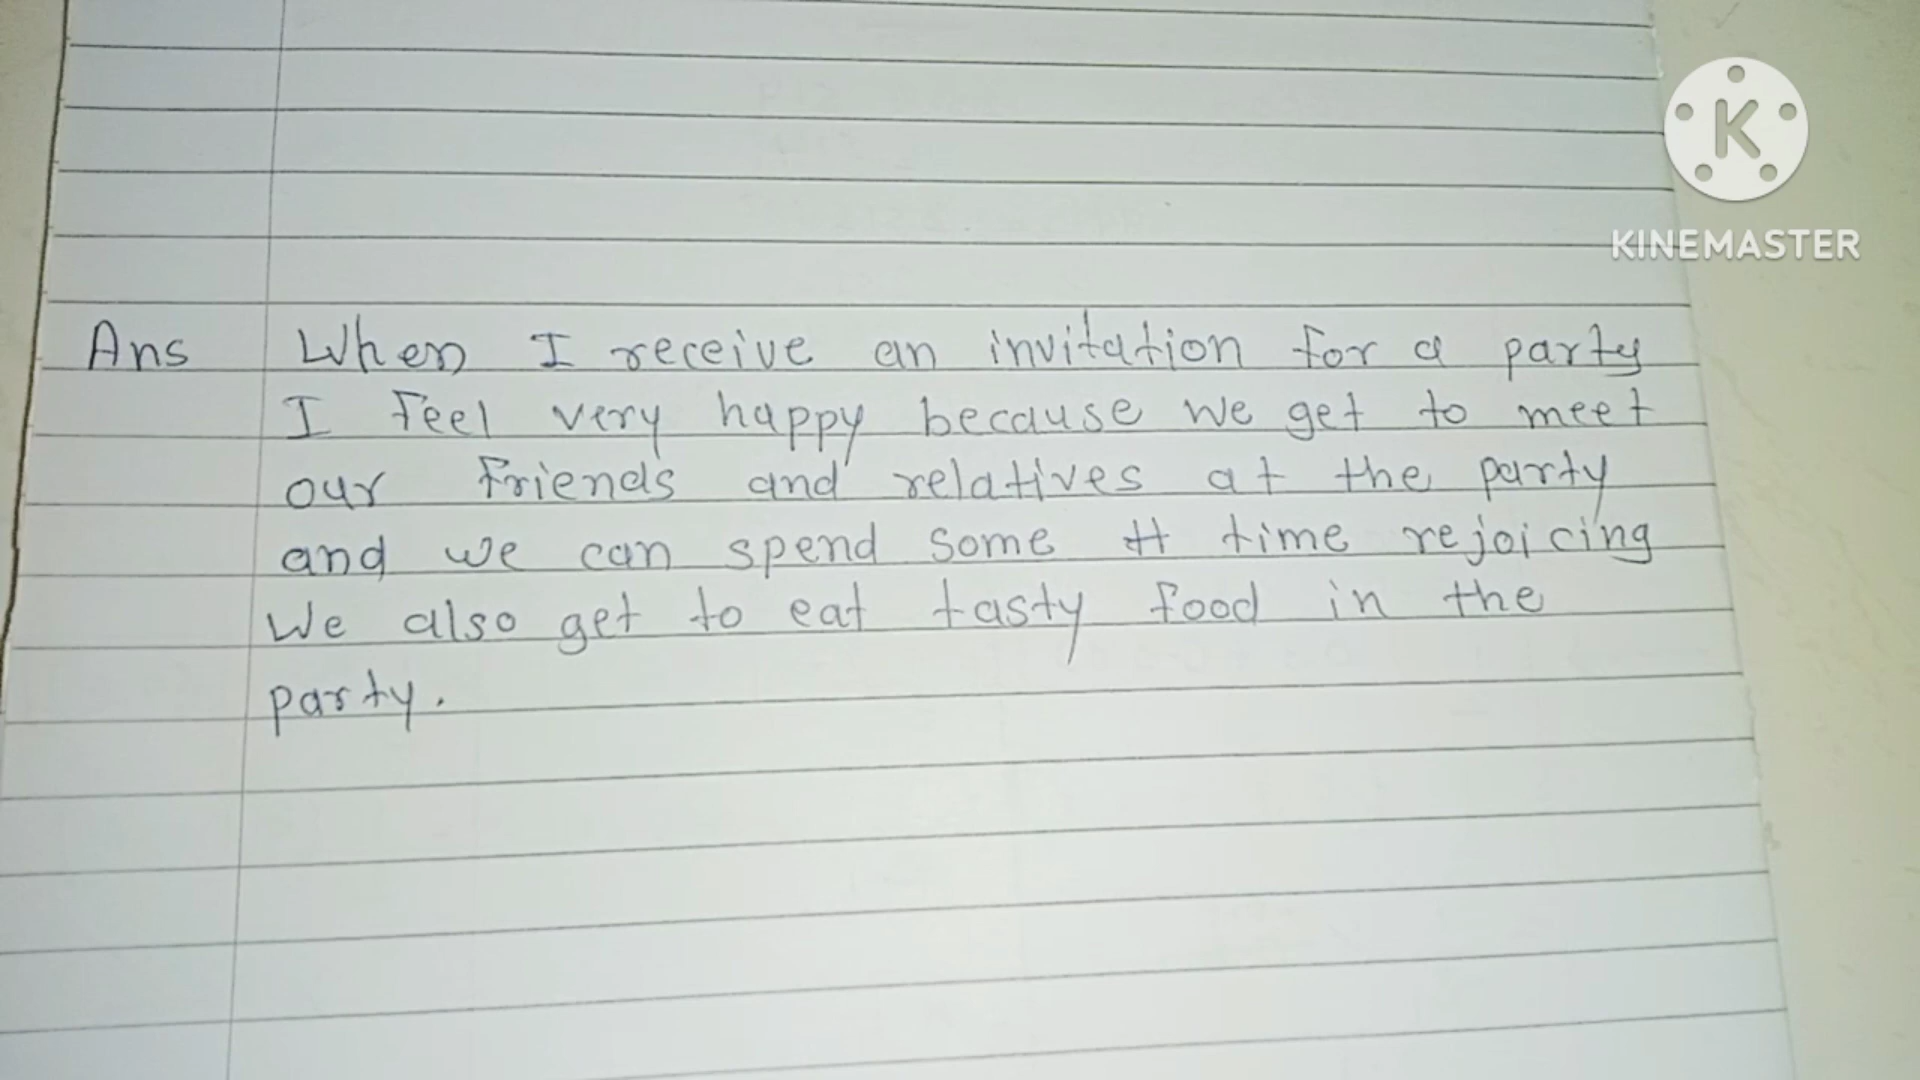 K
KINEMASTER
Ans When I receive an invitation for a party
I feel very happy because we get to meet
our friends and relatives at the party
and we can spend some tt time rejoicing
We also get to eat tasty food in the
party.